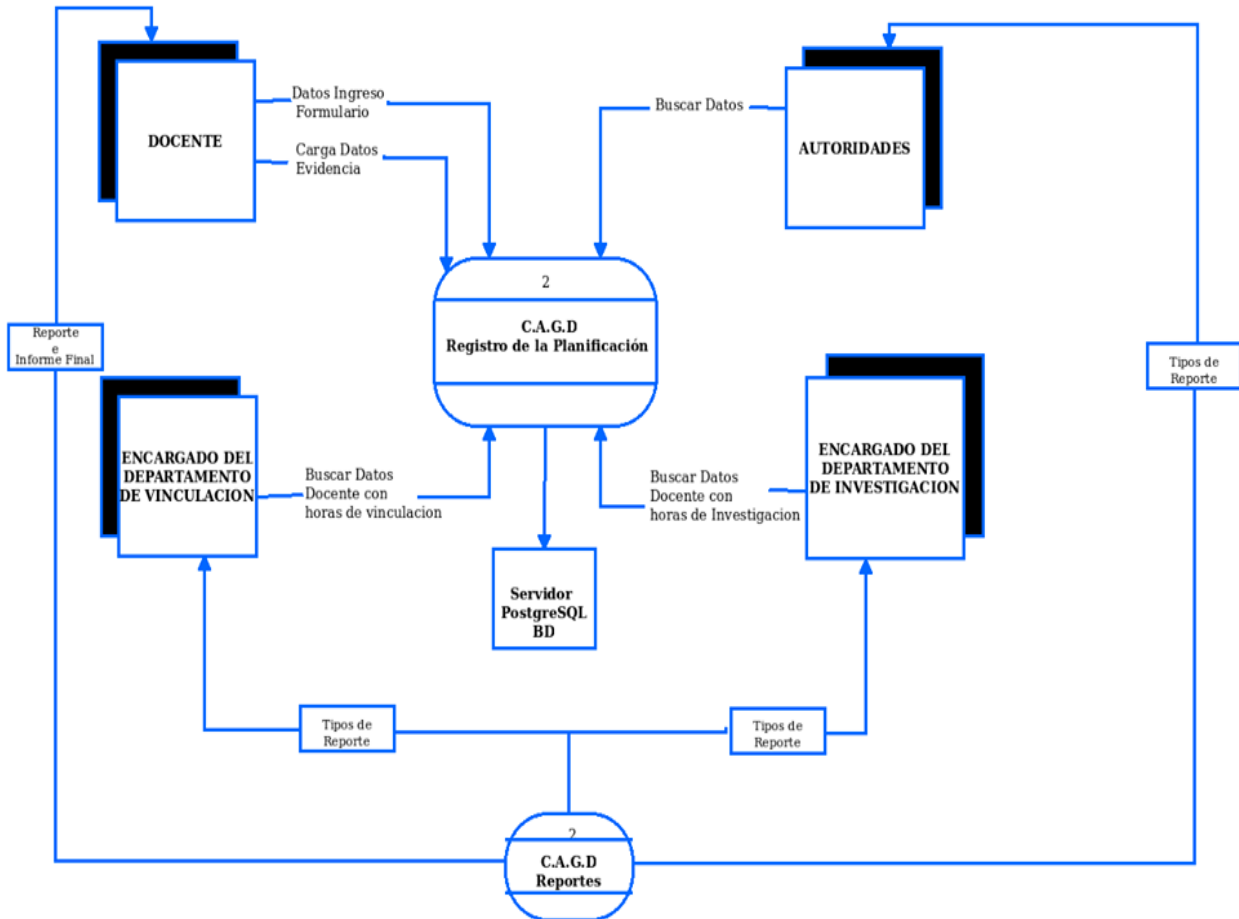 Datos Ingreso
Formulario
DOCENTE
Carga Datos
Evidencia
Buscar Datos
AUTORIDADES
2
C.A.G.D
Registro de la Planificación
Reporte
e
Informe Final
Tipos de
Reporte
ENCARGADO DEL
DEPARTAMENTO
DE VINCULACION
Buscar Datos
Docente con
horas de vinculacion
Buscar Datos
Docente con
horas de Investigacion
ENCARGADO DEL
DEPARTAMENTO
DE INVESTIGACION
Servidor
PostgreSQL
BD
Tipos de
Reporte
Tipos de
Reporte
2
C.A.G.D
Reportes